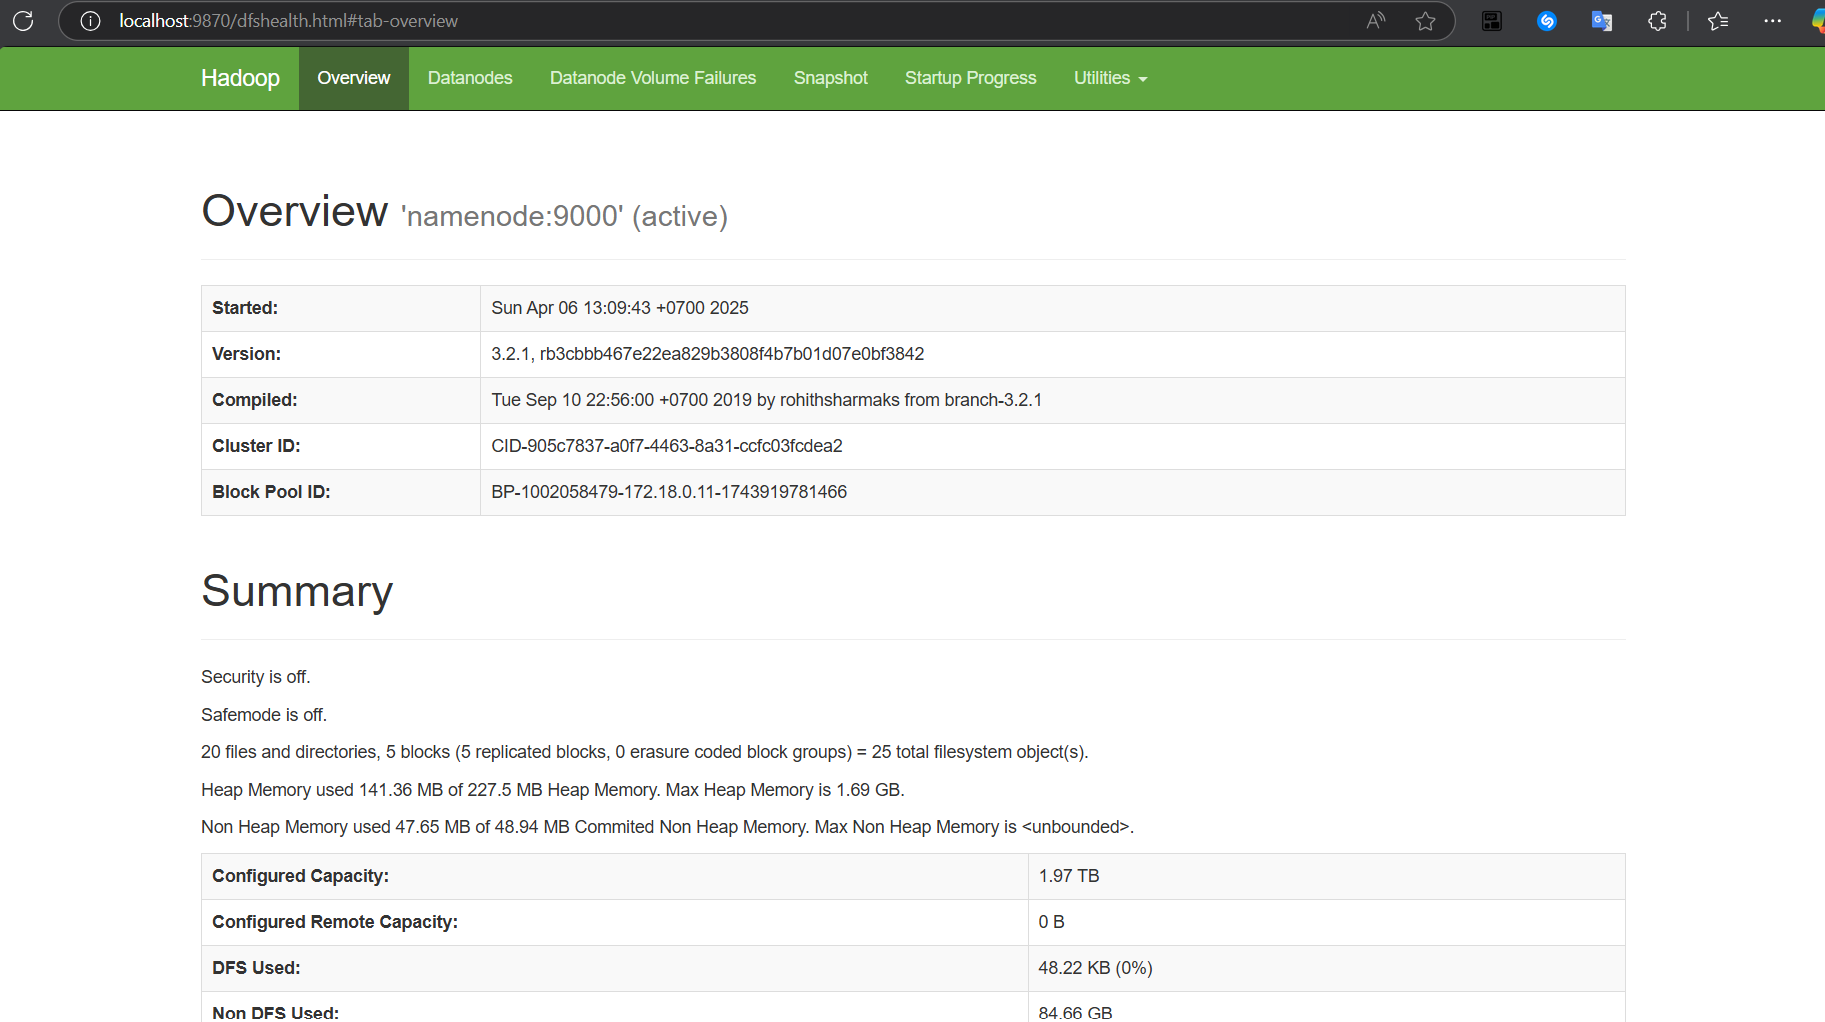 localhost:9870/dfshealth.html#tab-overview
Hadoop Overview Datanodes Datanode Volume Failures Snapshot Startup Progress Utilities
Overview 'namenode:9000' (active)
Started: Sun Apr 06 13:09:43 +0700 2025
Version: 3.2.1, rb3cbbb467e22ea829b3808f4b7b01d07e0bf3842
Compiled: Tue Sep 10 22:56:00 +0700 2019 by rohithsharmaks from branch-3.2.1
Cluster ID: CID-905c7837-a0f7-4463-8a31-ccfc03fcdea2
Block Pool ID: BP-1002058479-172.18.0.11-1743919781466
Summary
Security is off.
Safemode is off.
20 files and directories, 5 blocks (5 replicated blocks, 0 erasure coded block groups) = 25 total filesystem object(s).
Heap Memory used 141.36 MB of 227.5 MB Heap Memory. Max Heap Memory is 1.69 GB.
Non Heap Memory used 47.65 MB of 48.94 MB Commited Non Heap Memory. Max Non Heap Memory is <unbounded>.
Configured Capacity: 1.97 TB
Configured Remote Capacity: 0 B
DFS Used: 48.22 KB (0%)
Non DFS Used: 84.66 GB